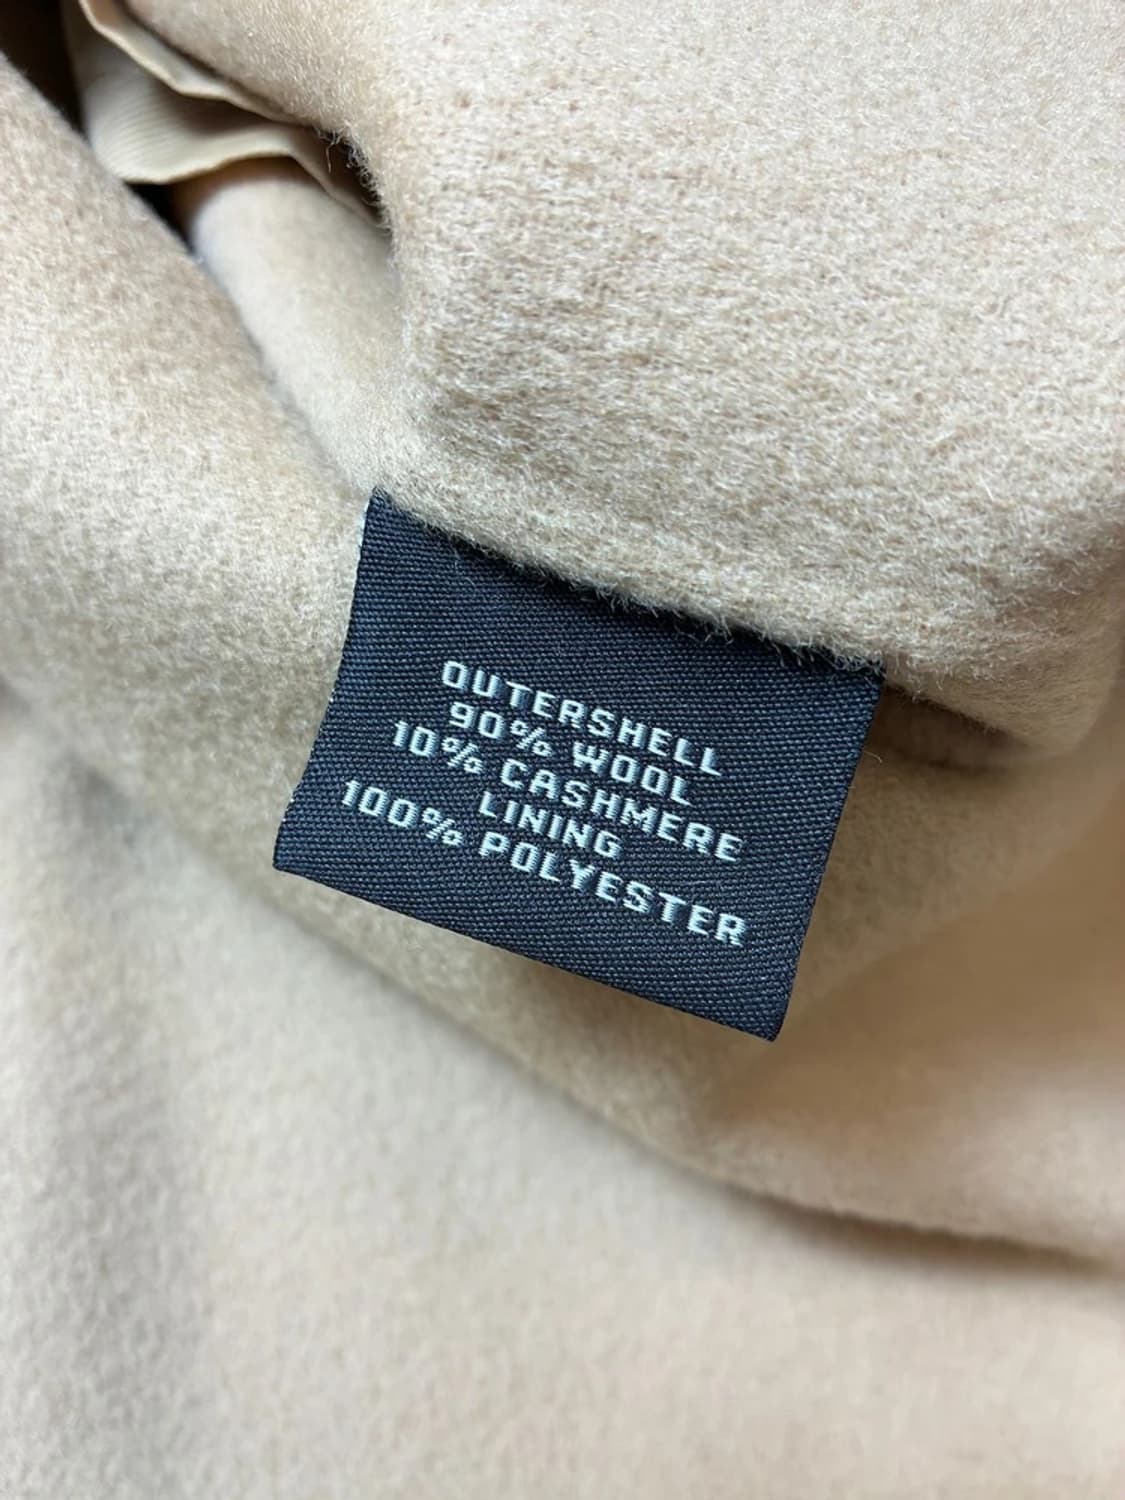 OUTERSHELL
90% WOOL
10% CASHMERE
LINING
100% POLYESTER